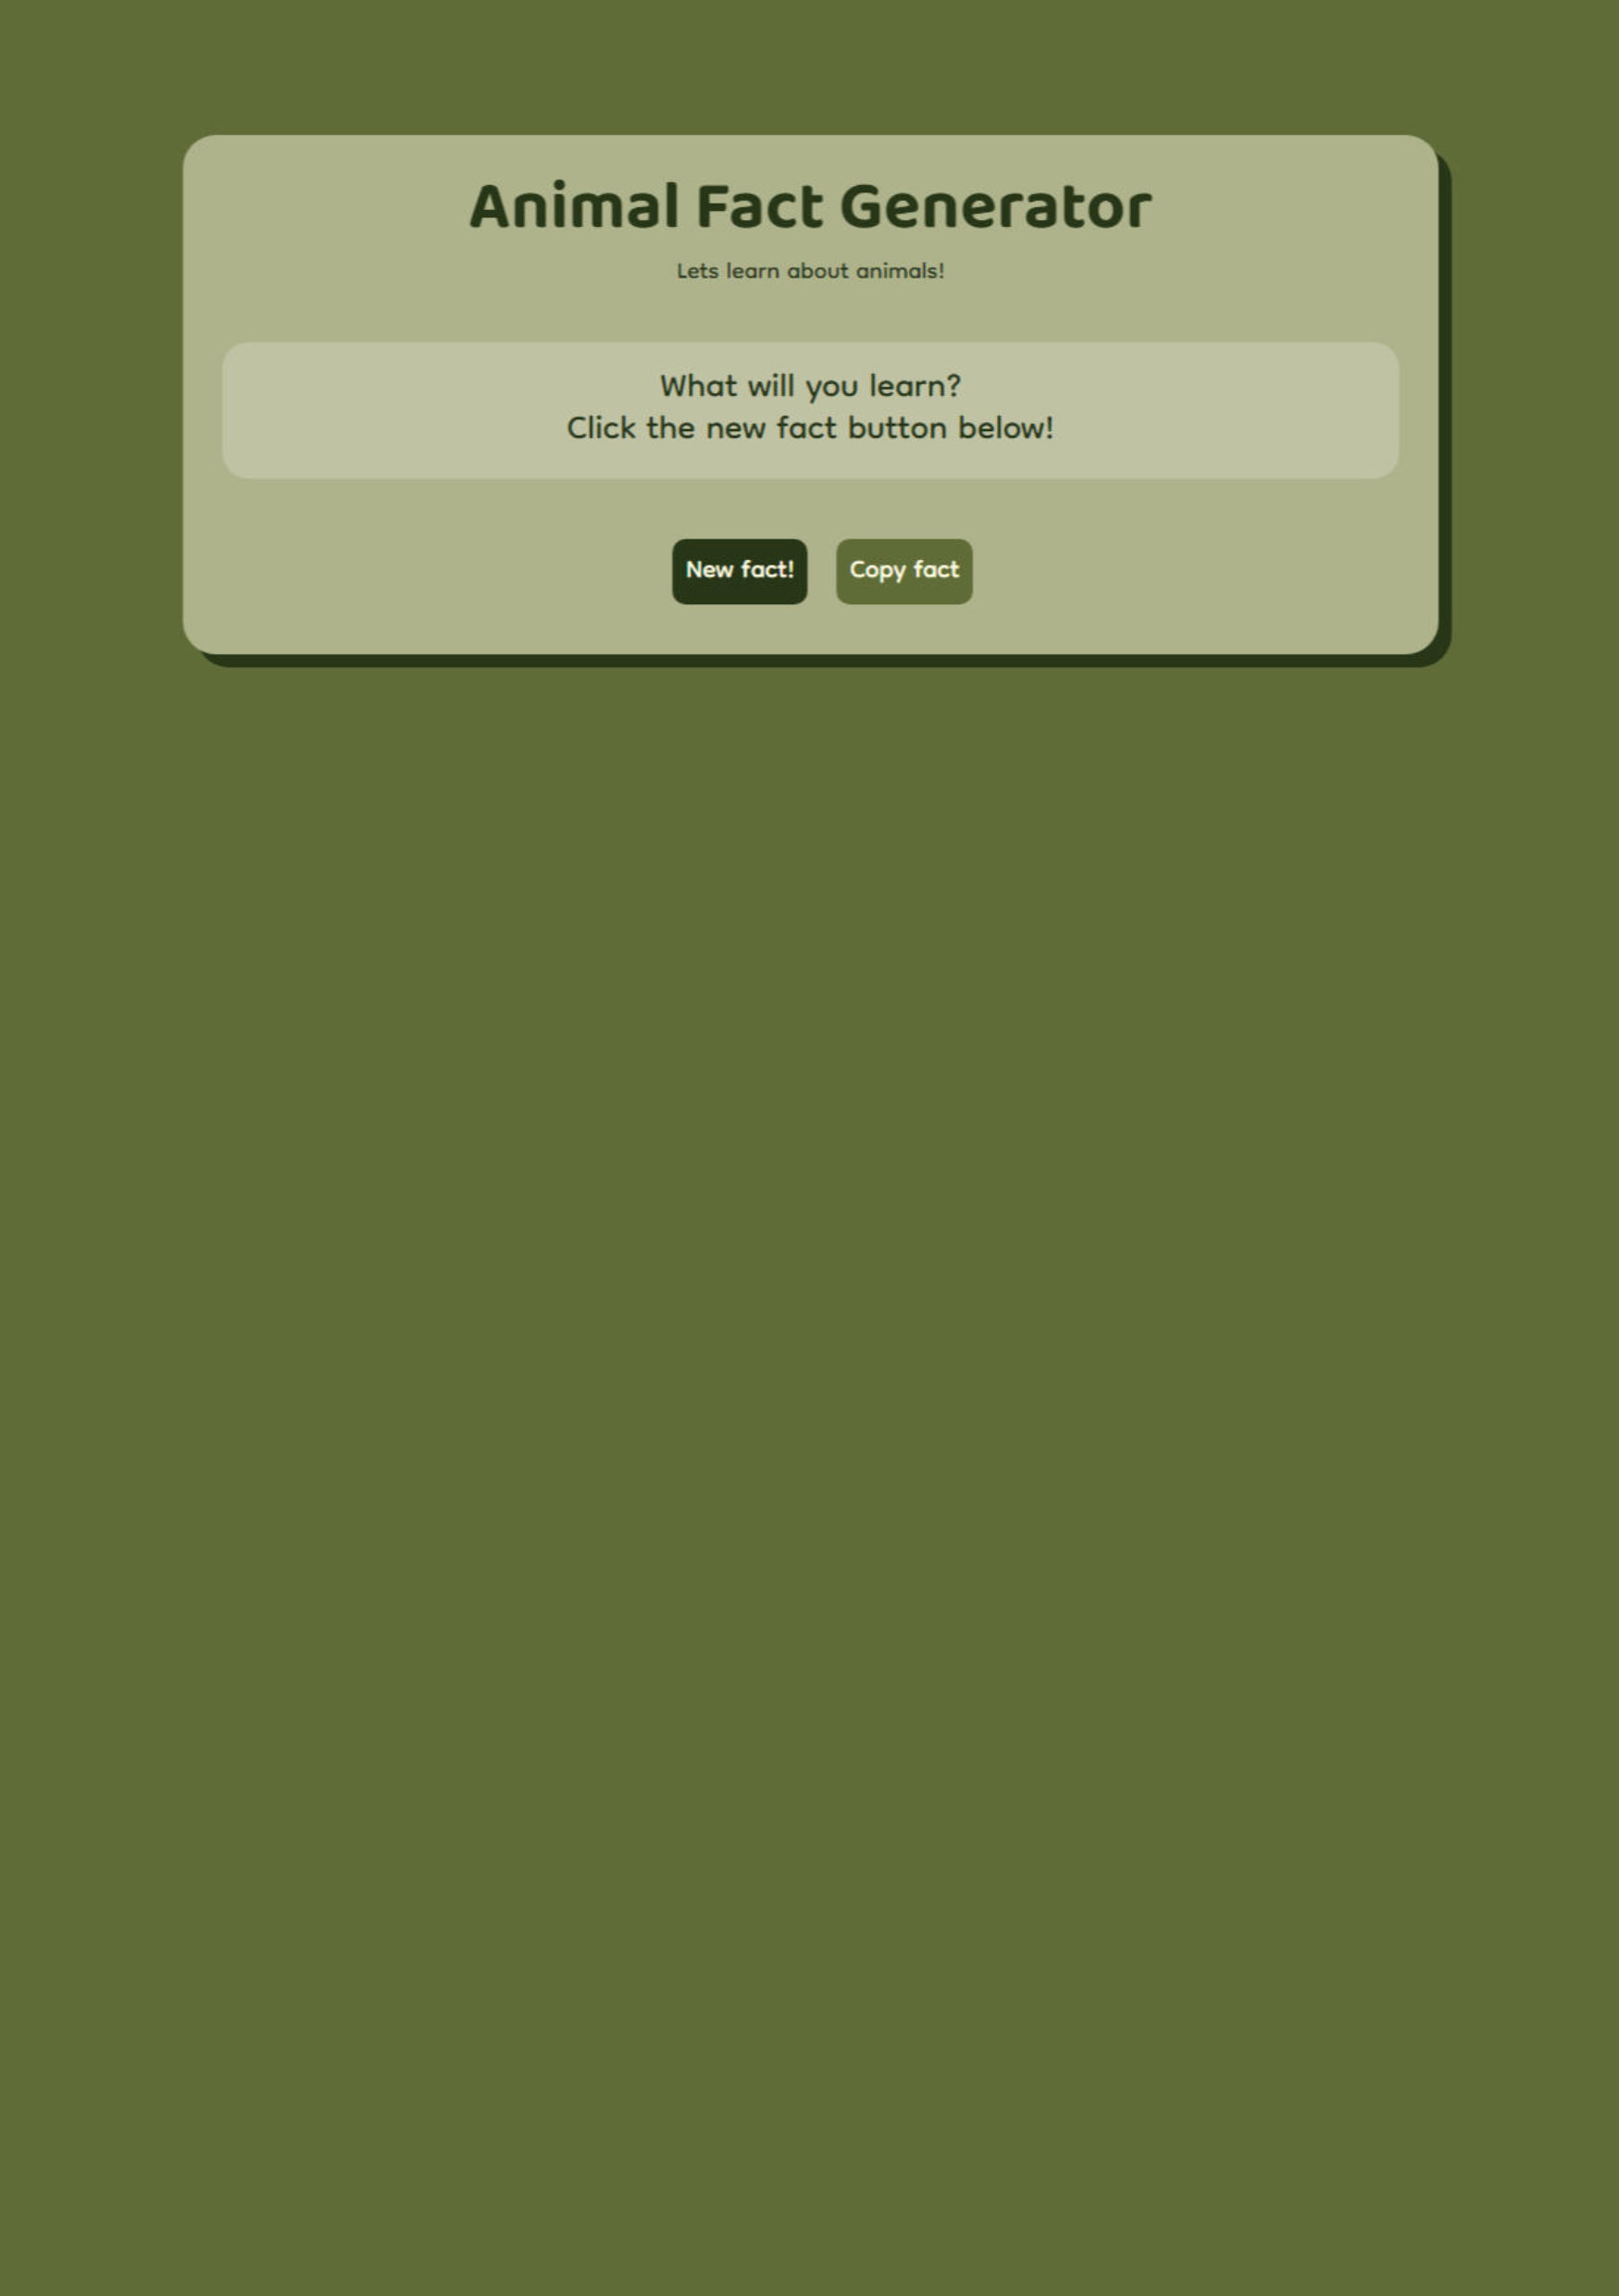 Animal Fact Generator
Lets learn about animals!
What will you learn?
Click the new fact button below!
New fact! Copy fact